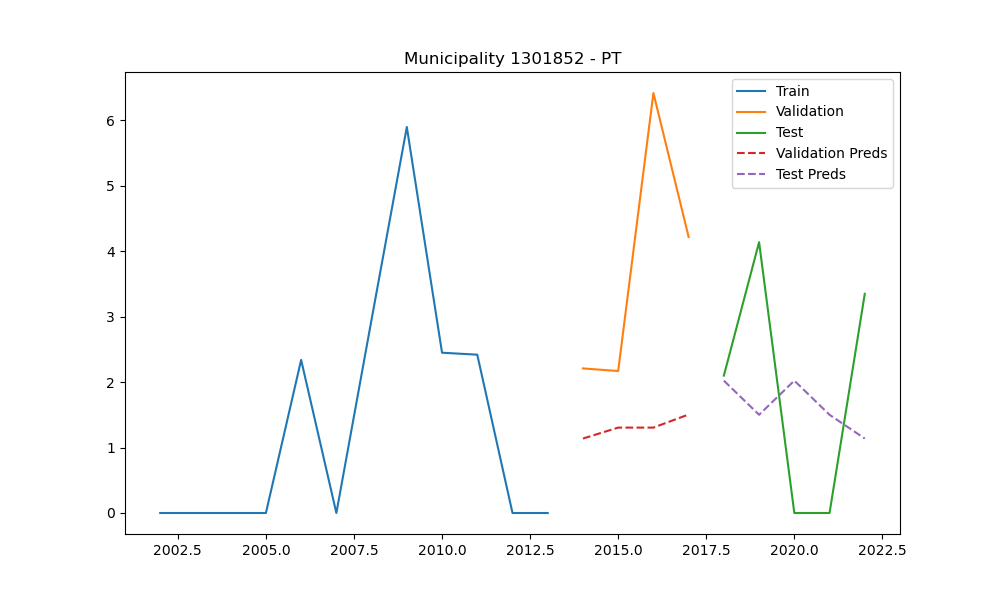 Municipality 1301852 - PT
Train
Validation
Test
Validation Preds
Test Preds
6
5
4
3
2
1
0
2002.5 2005.0 2007.5 2010.0 2012.5 2015.0 2017.5 2020.0 2022.5